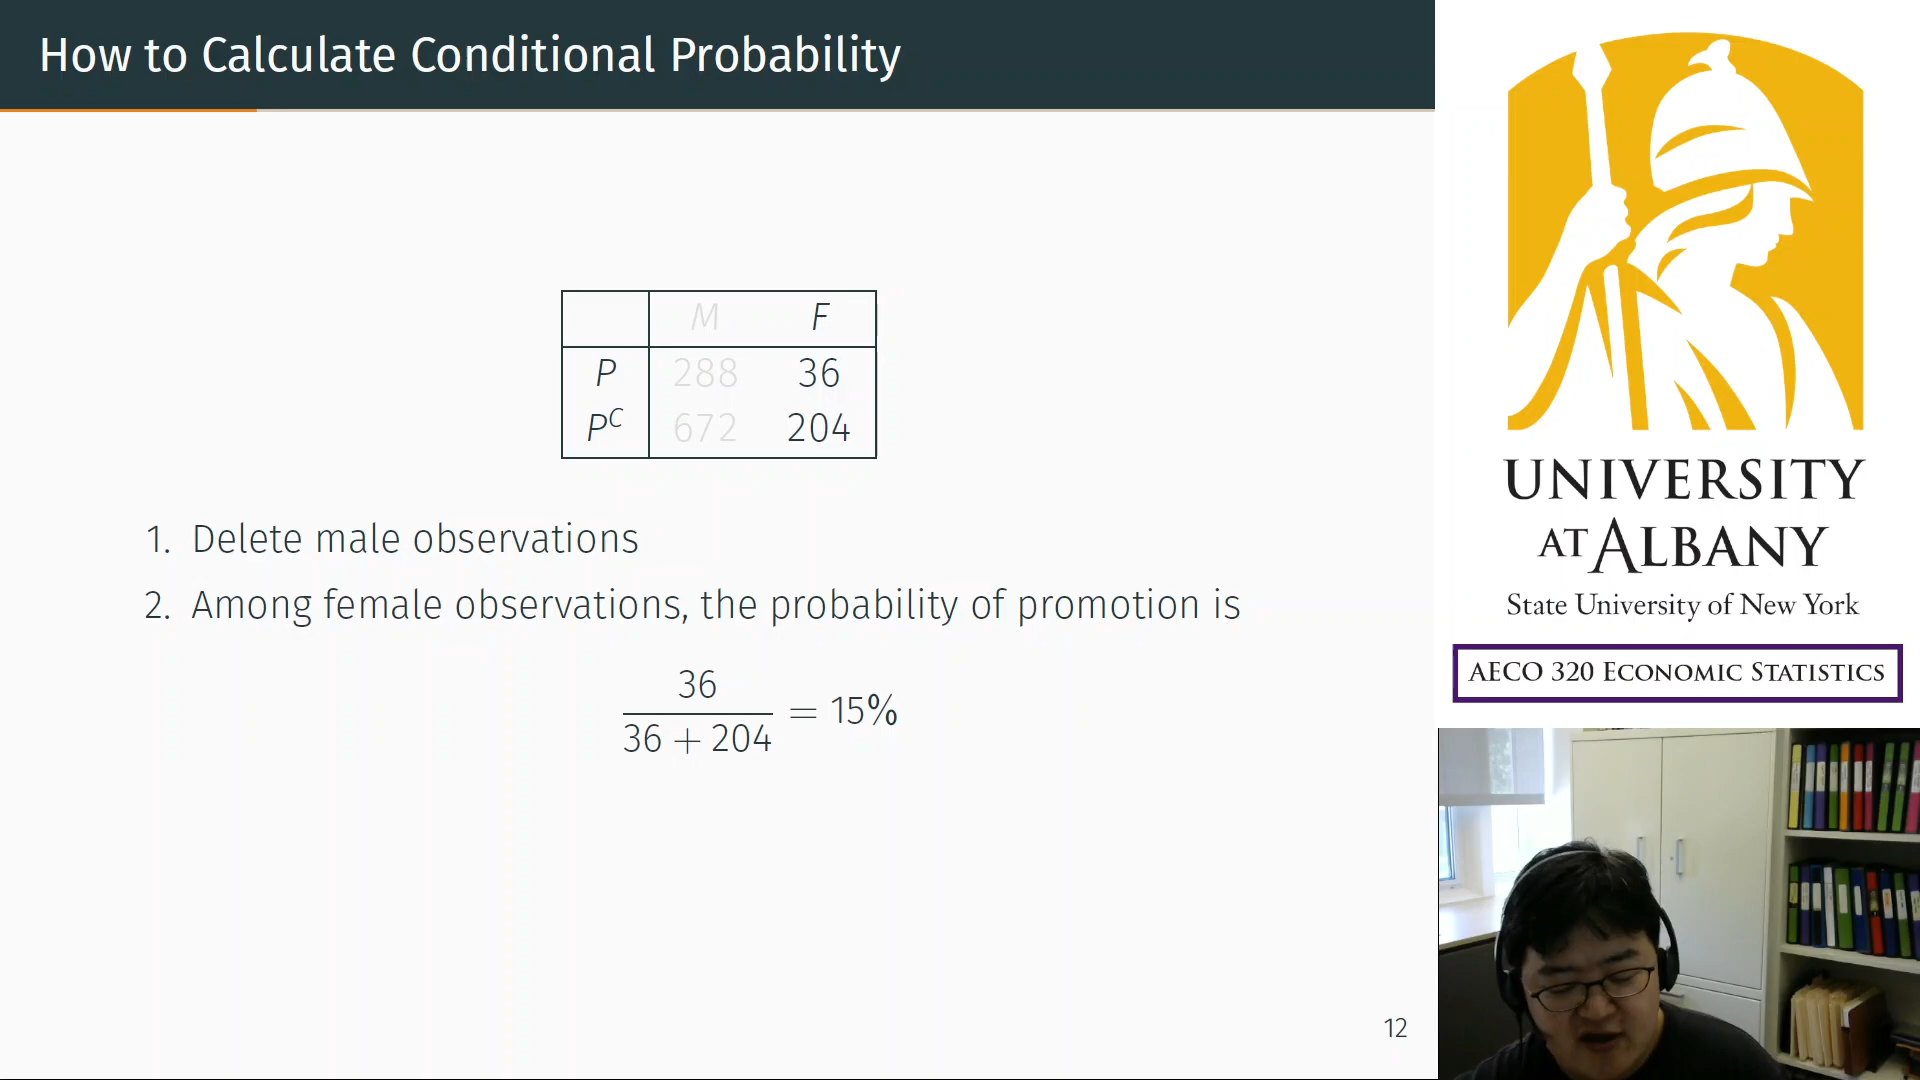 How to Calculate Conditional Probability
M F
P 288 36
P^C 672 204
1. Delete male observations
2. Among female observations, the probability of promotion is
36
36 + 204
= 15%
12
UNIVERSITY
AT ALBANY
State University of New York
AECO 320 ECONOMIC STATISTICS